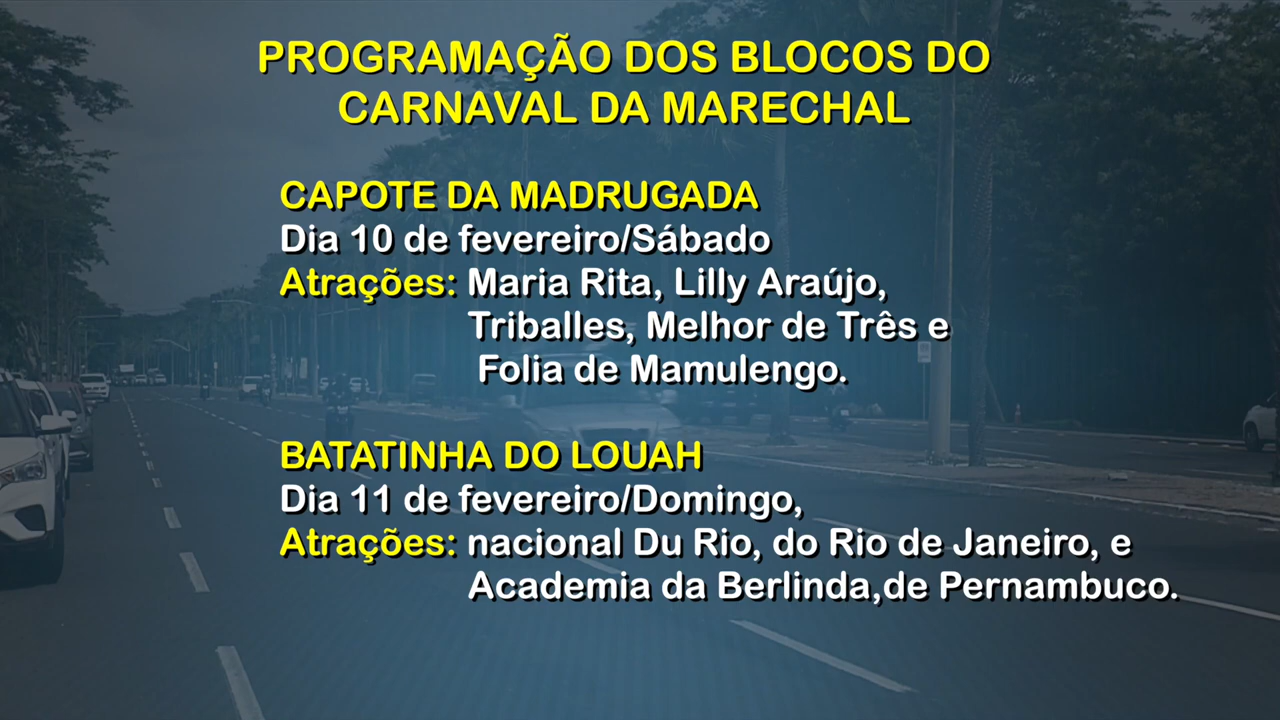 PROGRAMAÇÃO DOS BLOCOS DO
CARNAVAL DA MARECHAL
CAPOTE DA MADRUGADA
Dia 10 de fevereiro/Sábado
Atrações: Maria Rita, Lilly Araújo,
Triballes, Melhor de Três e
Folia de Mamulengo.
BATATINHA DO LOUAH
Dia 11 de fevereiro/Domingo,
Atrações: nacional Du Rio, do Rio de Janeiro, e
Academia da Berlinda,de Pernambuco.